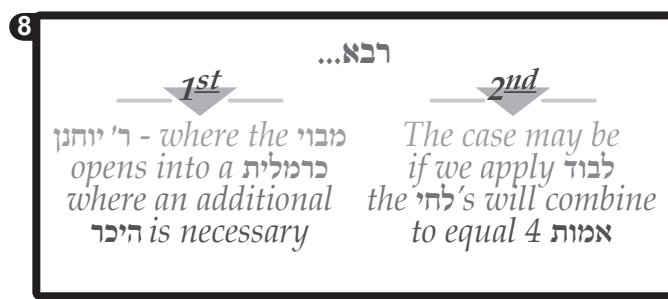 8
רבא...
1st
ר' יוחנן - where the מבוי
opens into a כרמלית
where an additional
היכר is necessary
2nd
The case may be
if we apply לבוד
the לחי's will combine
to equal 4 אמות